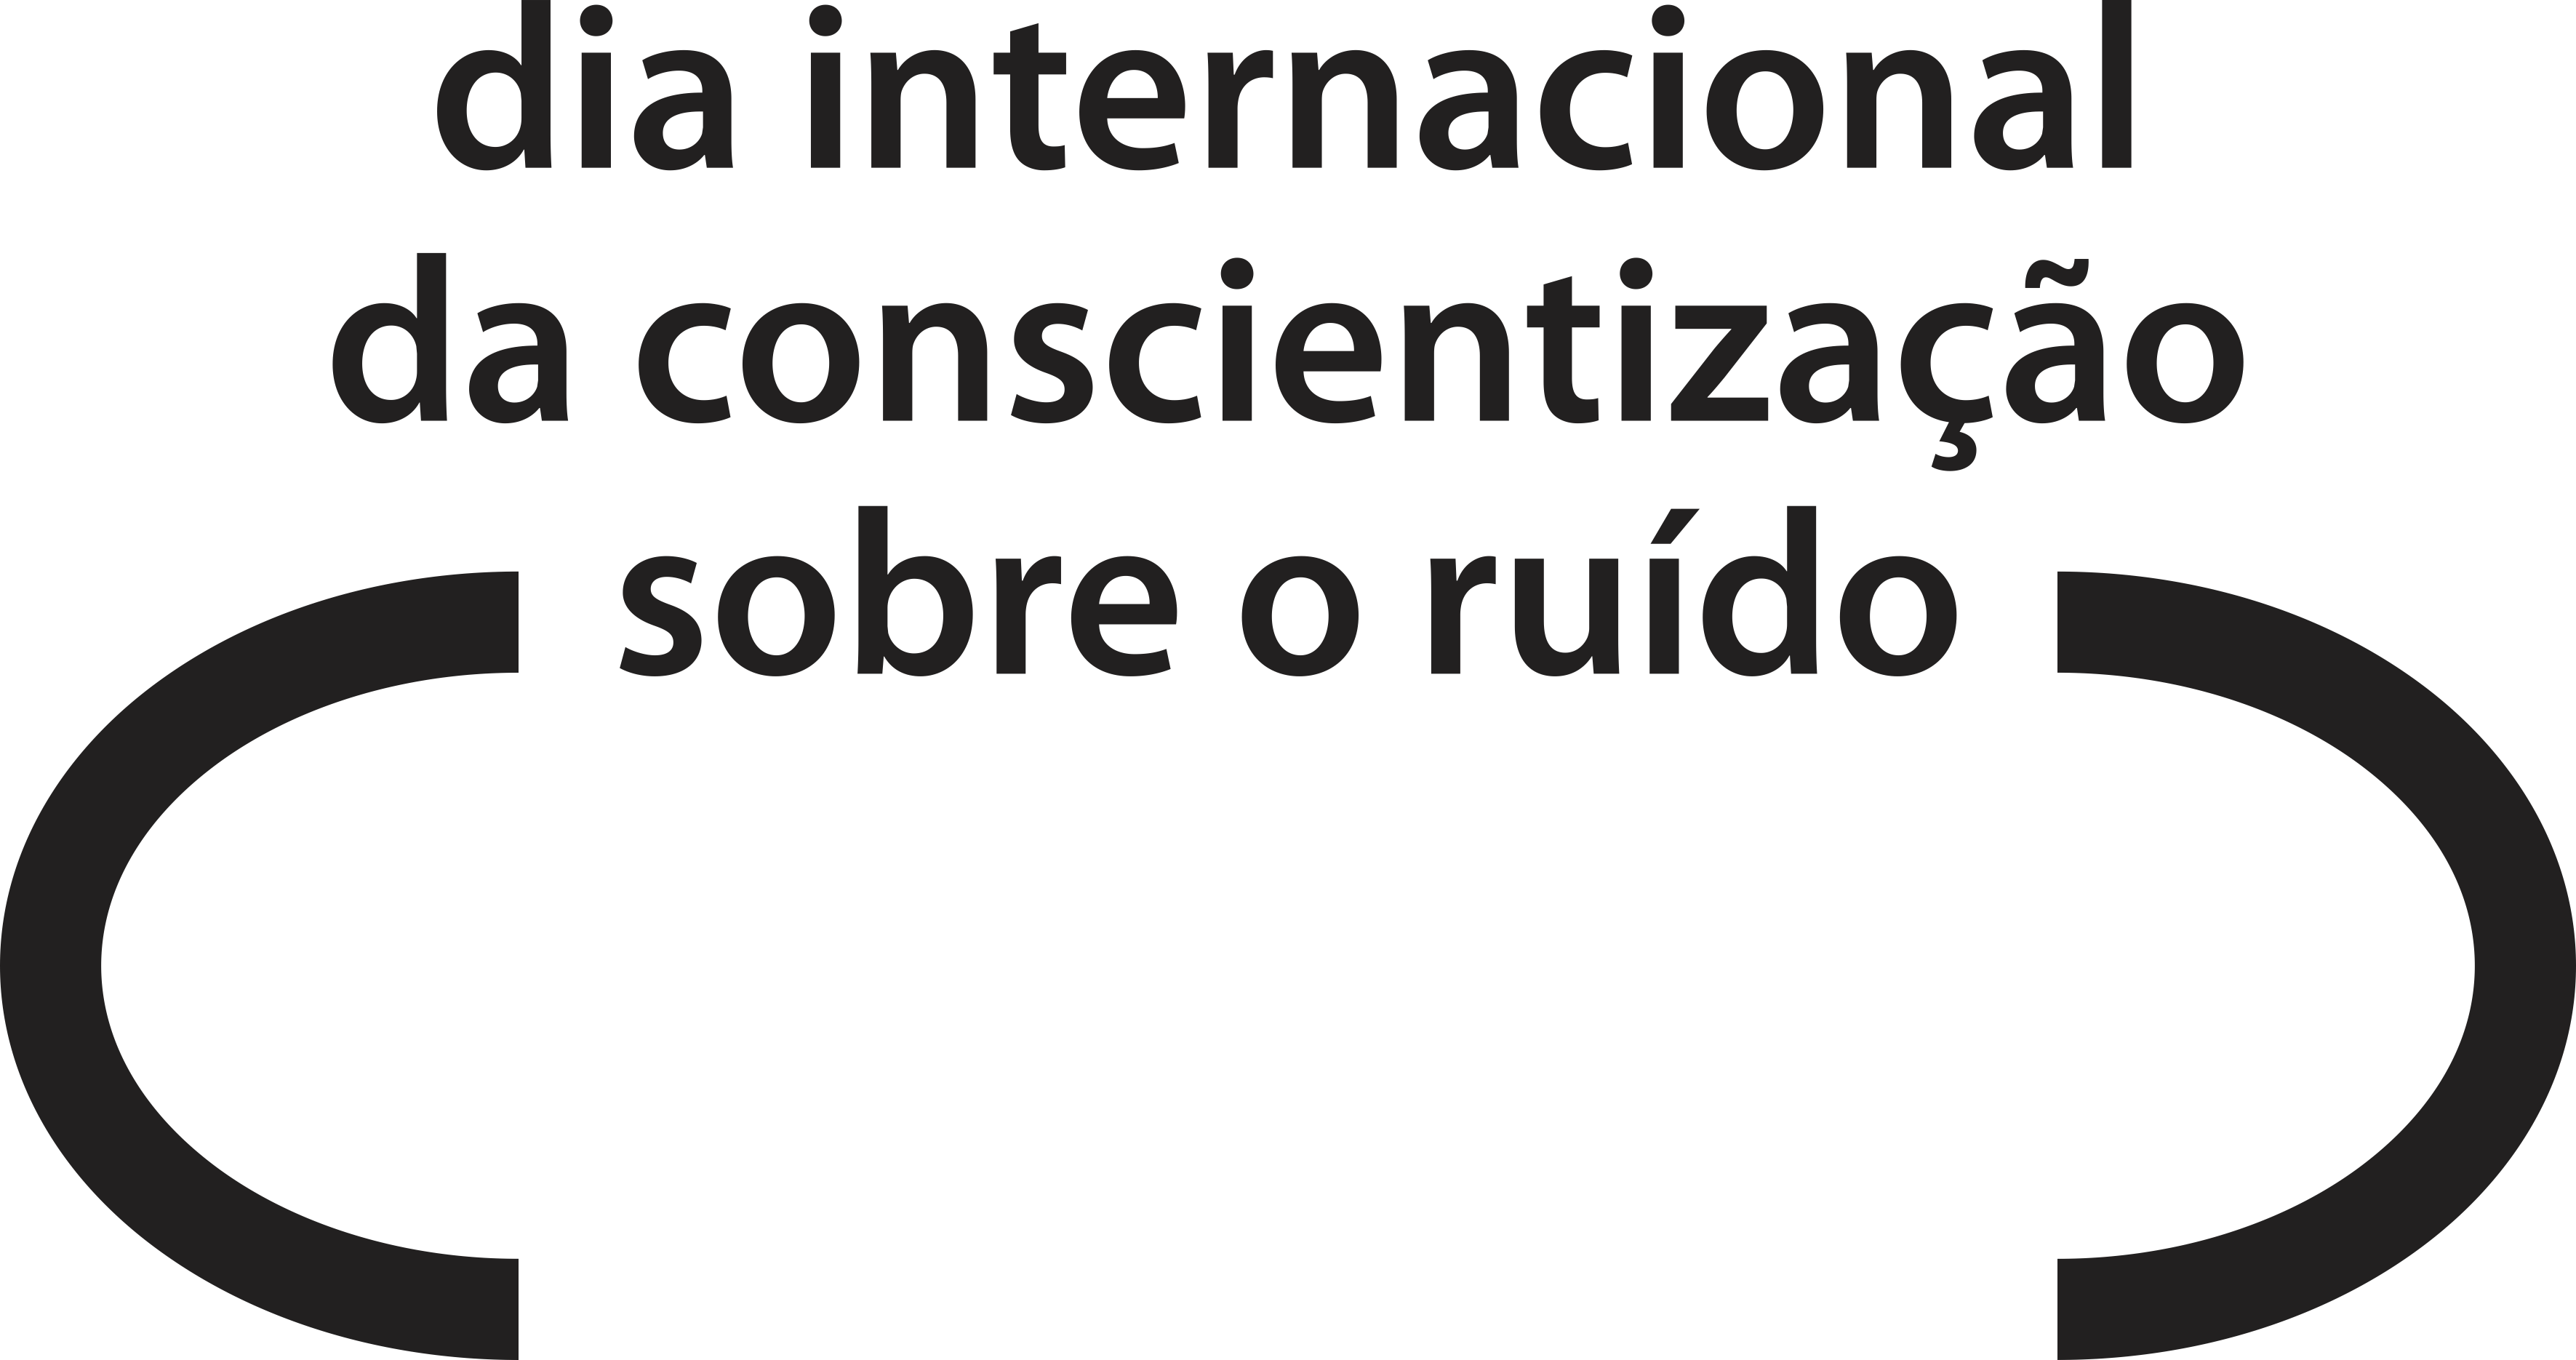 dia internacional
da conscientização
sobre o ruído